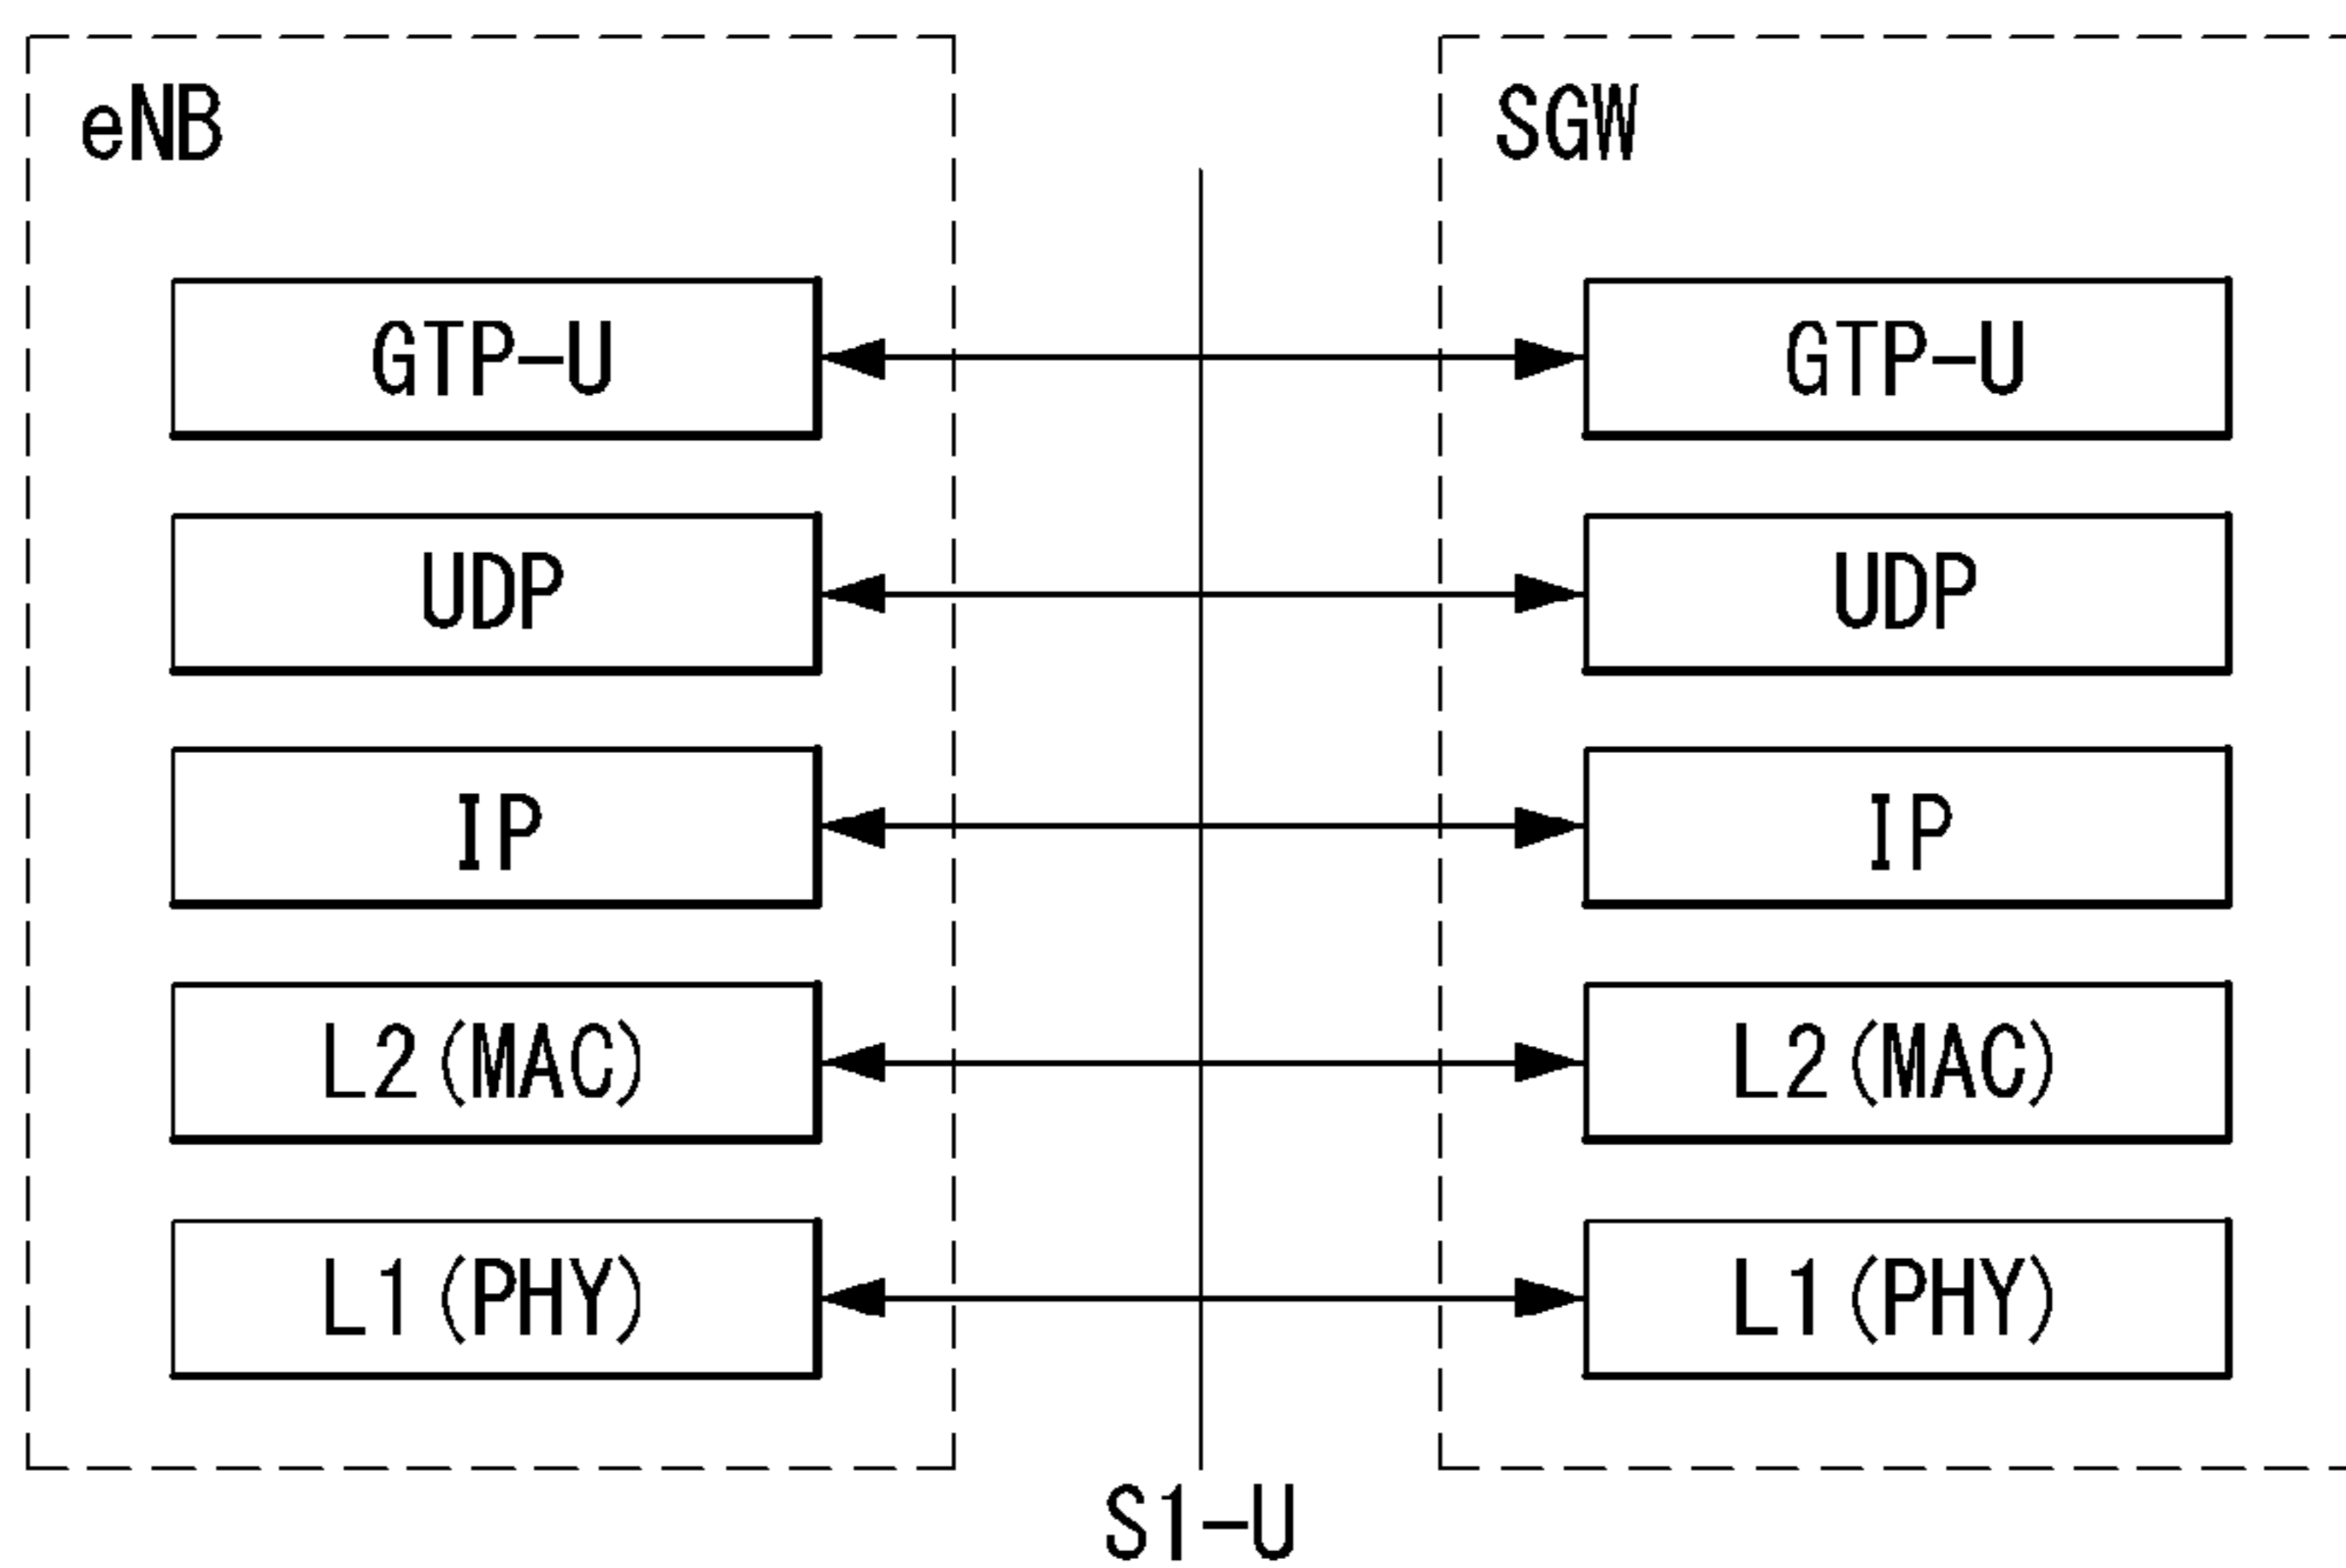 eNB
SGW
GTP-U
GTP-U
UDP
UDP
IP
IP
L2(MAC)
L2(MAC)
L1(PHY)
L1(PHY)
S1-U